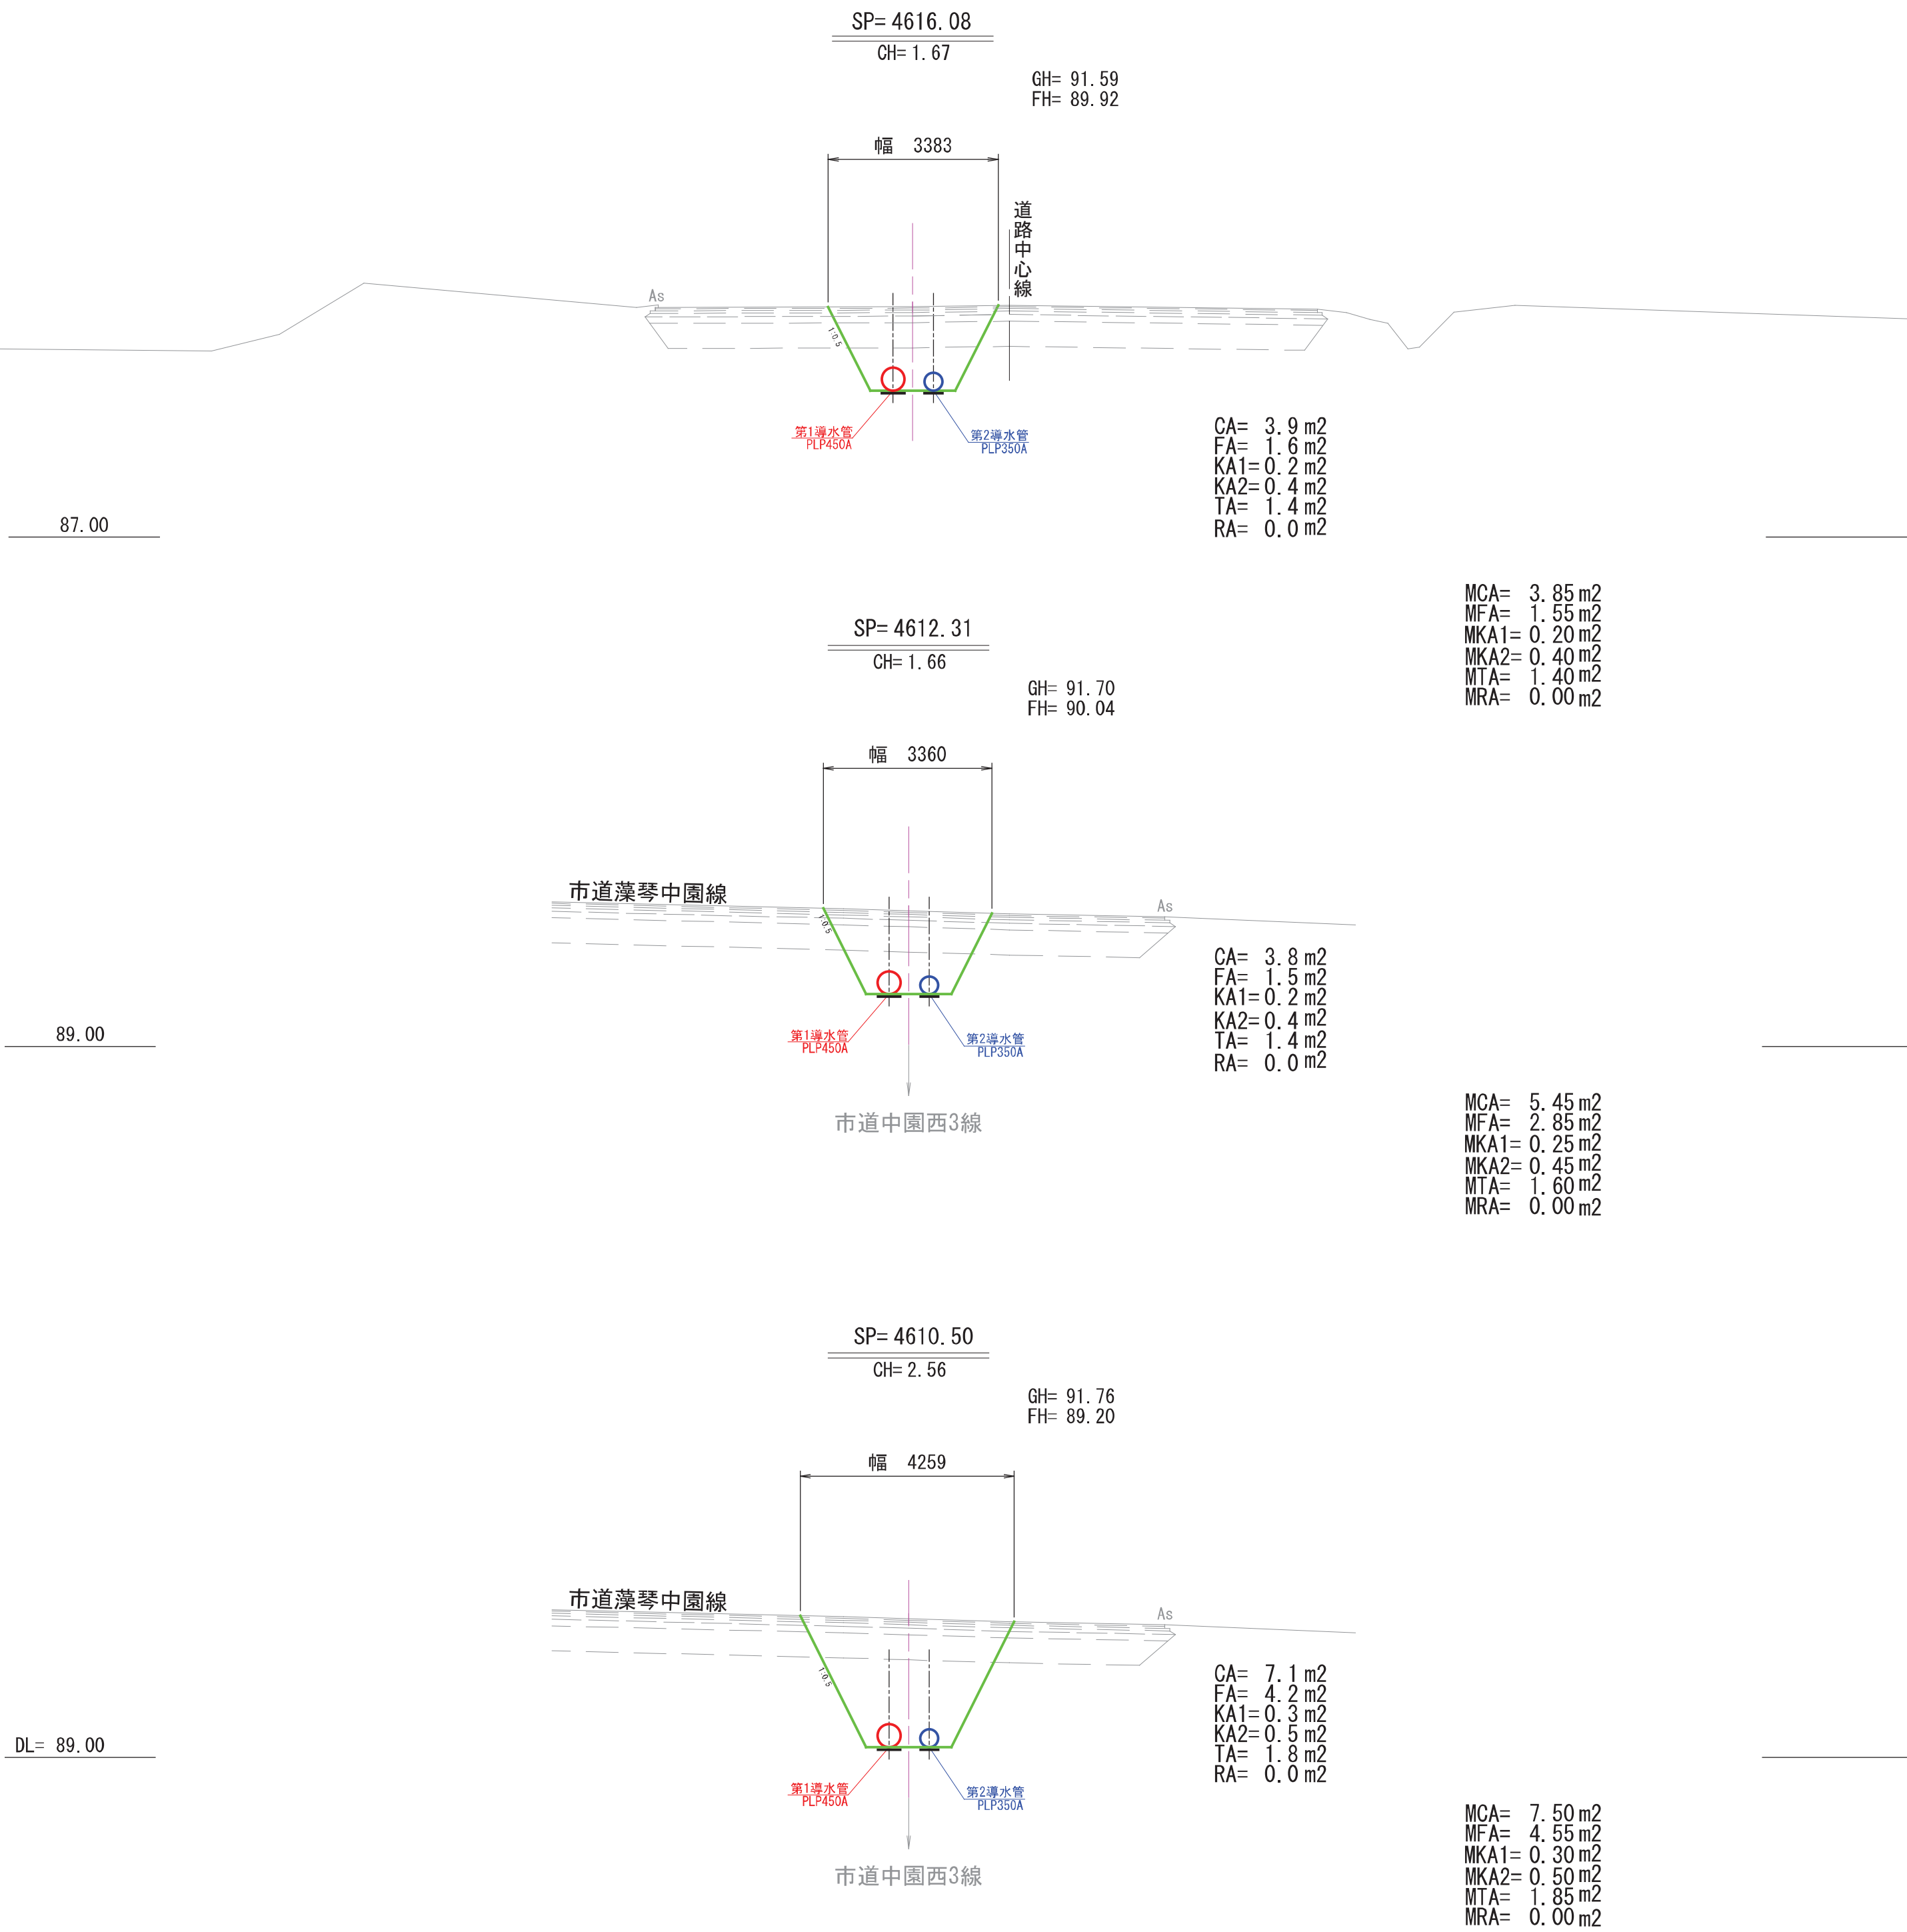 SP= 4616.08
CH= 1.67
GH= 91.59
FH= 89.92
幅 3383
道路中心線
As
1:0.5
第1導水管
PLP450A
第2導水管
PLP350A
CA= 3.9 m2
FA= 1.6 m2
KA1= 0.2 m2
KA2= 0.4 m2
TA= 1.4 m2
RA= 0.0 m2
87.00
MCA= 3.85 m2
MFA= 1.55 m2
MKA1= 0.20 m2
MKA2= 0.40 m2
MTA= 1.40 m2
MRA= 0.00 m2
SP= 4612.31
CH= 1.66
GH= 91.70
FH= 90.04
幅 3360
市道藻琴中園線
As
1:0.5
第1導水管
PLP450A
第2導水管
PLP350A
CA= 3.8 m2
FA= 1.5 m2
KA1= 0.2 m2
KA2= 0.4 m2
TA= 1.4 m2
RA= 0.0 m2
89.00
市道中園西3線
MCA= 5.45 m2
MFA= 2.85 m2
MKA1= 0.25 m2
MKA2= 0.45 m2
MTA= 1.60 m2
MRA= 0.00 m2
SP= 4610.50
CH= 2.56
GH= 91.76
FH= 89.20
幅 4259
市道藻琴中園線
As
1:0.5
第1導水管
PLP450A
第2導水管
PLP350A
CA= 7.1 m2
FA= 4.2 m2
KA1= 0.3 m2
KA2= 0.5 m2
TA= 1.8 m2
RA= 0.0 m2
DL= 89.00
市道中園西3線
MCA= 7.50 m2
MFA= 4.55 m2
MKA1= 0.30 m2
MKA2= 0.50 m2
MTA= 1.85 m2
MRA= 0.00 m2